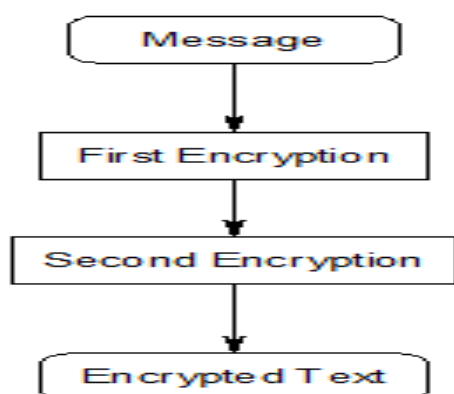 Message
First Encryption
Second Encryption
Encrypted Text